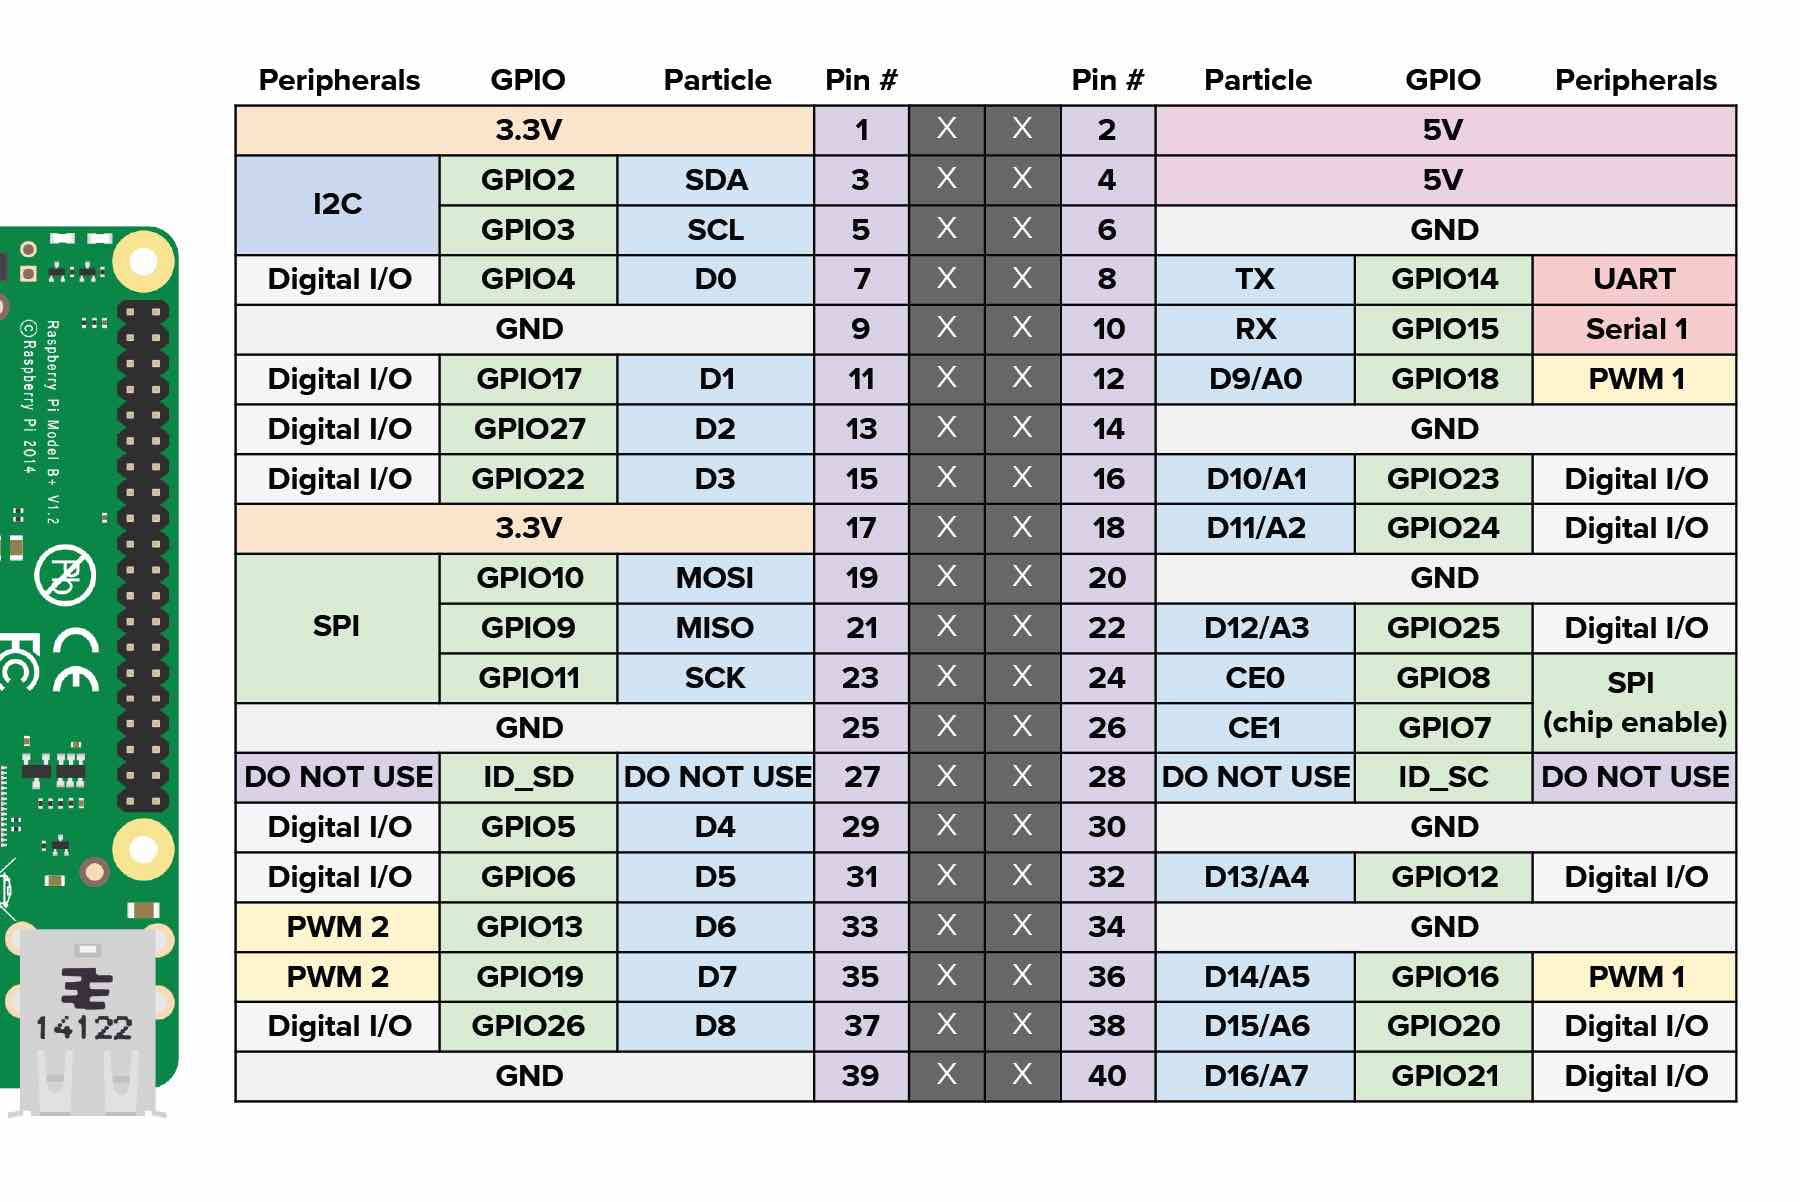 Peripherals GPIO Particle Pin # Pin # Particle GPIO Peripherals
3.3V 1 X X 2 5V
I2C GPIO2 SDA 3 X X 4 5V
GPIO3 SCL 5 X X 6 GND
Digital I/O GPIO4 D0 7 X X 8 TX GPIO14 UART
GND 9 X X 10 RX GPIO15 Serial 1
Digital I/O GPIO17 D1 11 X X 12 D9/A0 GPIO18 PWM 1
Digital I/O GPIO27 D2 13 X X 14 GND
Digital I/O GPIO22 D3 15 X X 16 D10/A1 GPIO23 Digital I/O
3.3V 17 X X 18 D11/A2 GPIO24 Digital I/O
SPI GPIO10 MOSI 19 X X 20 GND
GPIO9 MISO 21 X X 22 D12/A3 GPIO25 Digital I/O
GPIO11 SCK 23 X X 24 CE0 GPIO8 SPI
GND 25 X X 26 CE1 GPIO7 (chip enable)
DO NOT USE ID_SD DO NOT USE 27 X X 28 DO NOT USE ID_SC DO NOT USE
Digital I/O GPIO5 D4 29 X X 30 GND
Digital I/O GPIO6 D5 31 X X 32 D13/A4 GPIO12 Digital I/O
PWM 2 GPIO13 D6 33 X X 34 GND
PWM 2 GPIO19 D7 35 X X 36 D14/A5 GPIO16 PWM 1
Digital I/O GPIO26 D8 37 X X 38 D15/A6 GPIO20 Digital I/O
GND 39 X X 40 D16/A7 GPIO21 Digital I/O
Raspberry Pi Model B+ V1.2
©Raspberry Pi 2014
Pb
FC
CE
14122